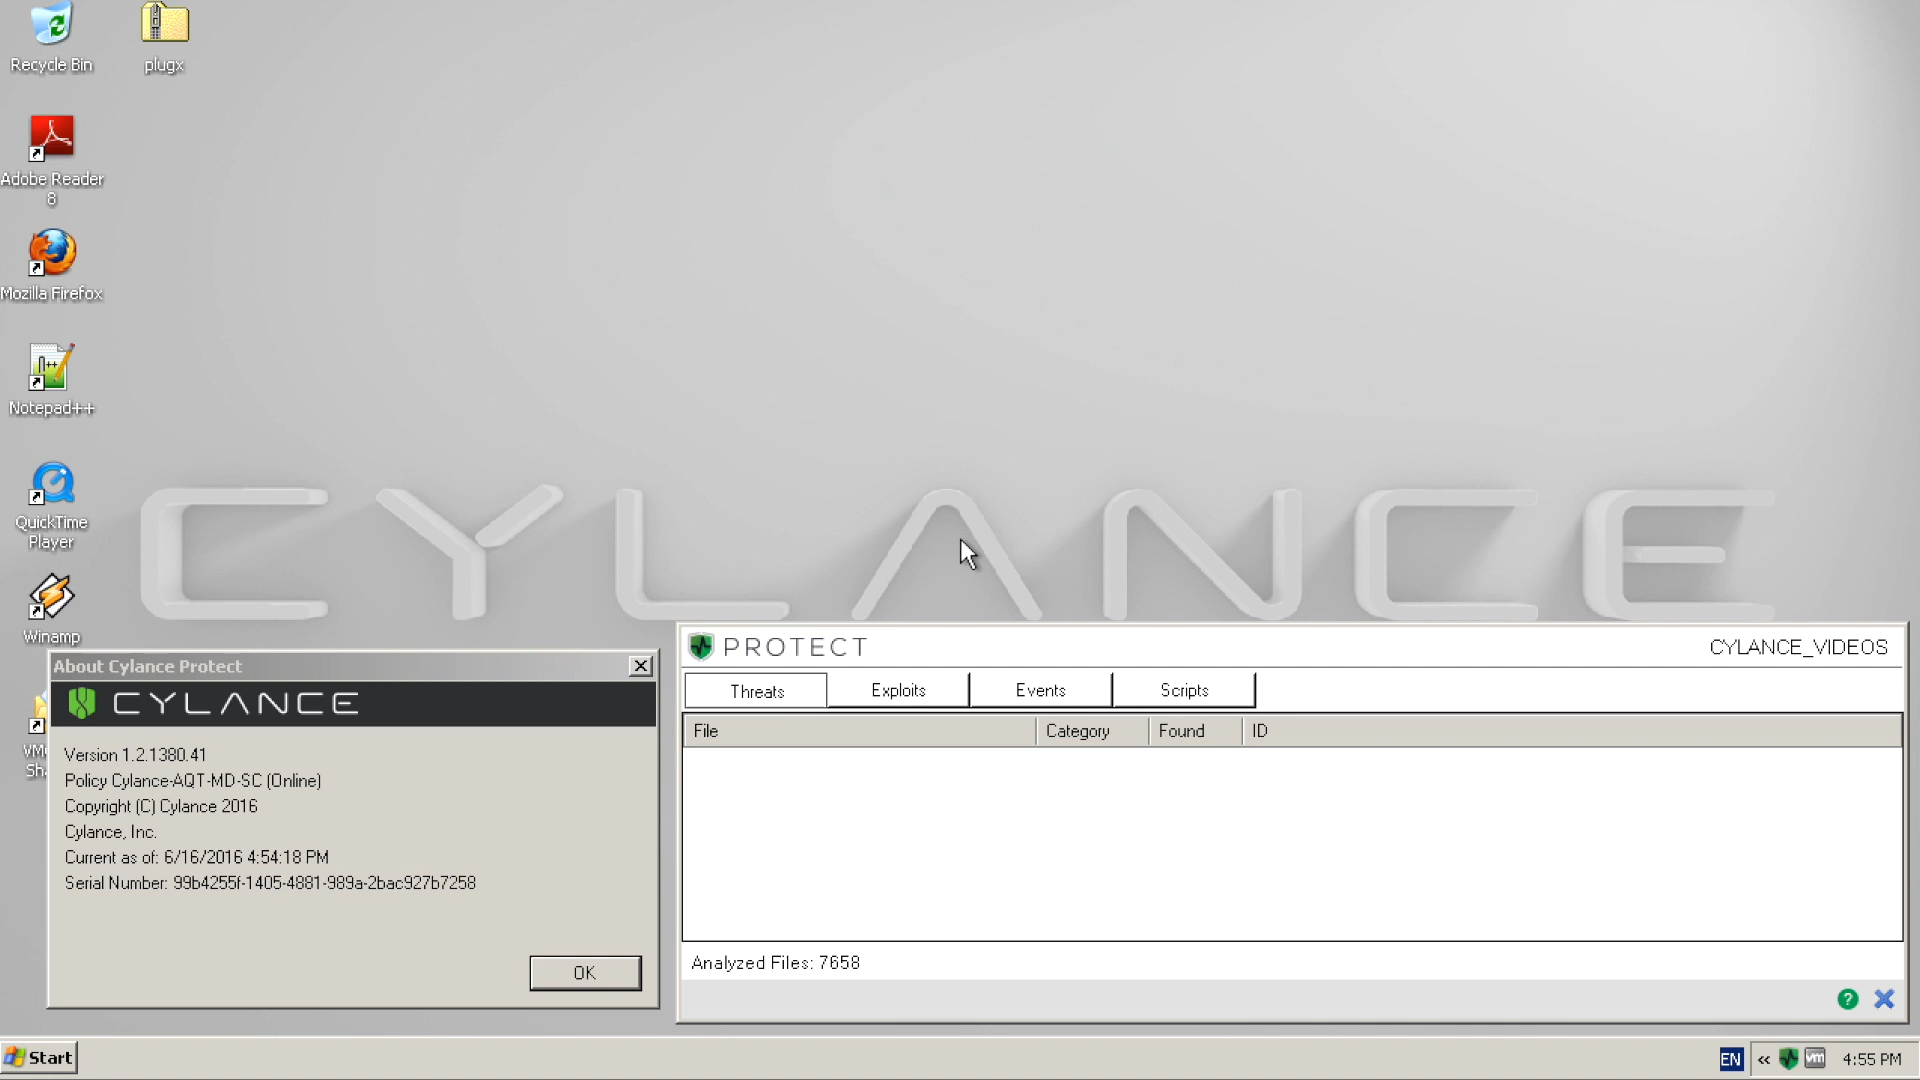 Recycle Bin
plugx
Adobe Reader
8
Mozilla Firefox
Notepad++
QuickTime
Player
Winamp
CYLANCE
About Cylance Protect
CYLANCE
Version 1.2.1380.41
Policy Cylance-AQT-MD-SC (Online)
Copyright (C) Cylance 2016
Cylance, Inc.
Current as of: 6/16/2016 4:54:18 PM
Serial Number: 99b4255f-1405-4881-989a-2bac927b7258
OK
PROTECT
CYLANCE_VIDEOS
Threats
Exploits
Events
Scripts
File
Category
Found
ID
Analyzed Files: 7658
Start
EN
vm
4:55 PM